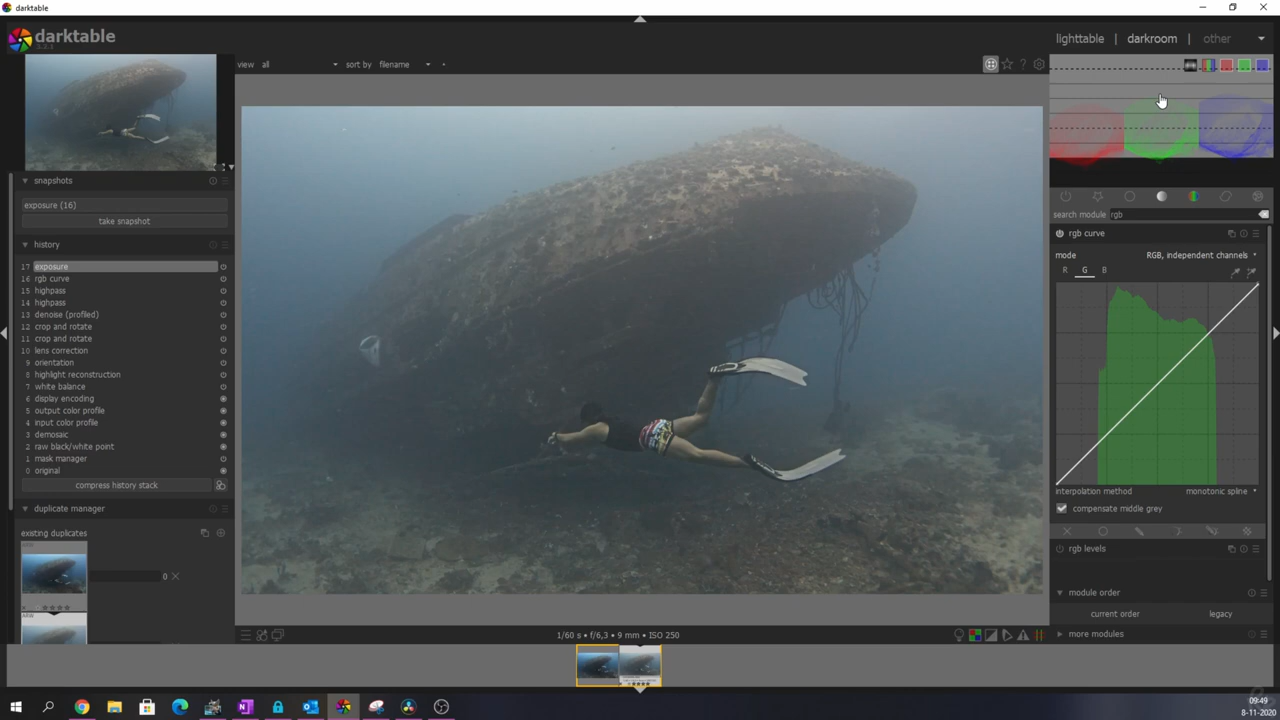 darktable
darktable
3.2.1
lighttable | darkroom | other
view all
sort by filename
snapshots
exposure (16)
take snapshot
history
17 exposure
16 rgb curve
15 highpass
14 highpass
13 denoise (profiled)
12 crop and rotate
11 crop and rotate
10 lens correction
9 orientation
8 highlight reconstruction
7 white balance
6 display encoding
5 output color profile
4 input color profile
3 demosaic
2 raw black/white point
1 mask manager
0 original
compress history stack
duplicate manager
existing duplicates
0
1/60 s • f/6,3 • 9 mm • ISO 250
search module rgb
rgb curve
mode RGB, independent channels
R G B
interpolation method monotonic spline
compensate middle grey
rgb levels
module order
current order legacy
more modules
09:49
8-11-2020